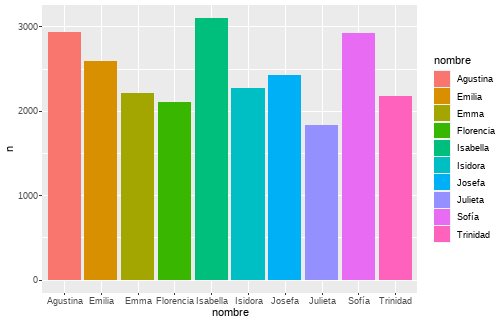 3000
2000
1000
0
n
Agustina Emilia Emma Florencia Isabella Isidora Josefa Julieta Sofía Trinidad
nombre
nombre
Agustina
Emilia
Emma
Florencia
Isabella
Isidora
Josefa
Julieta
Sofía
Trinidad